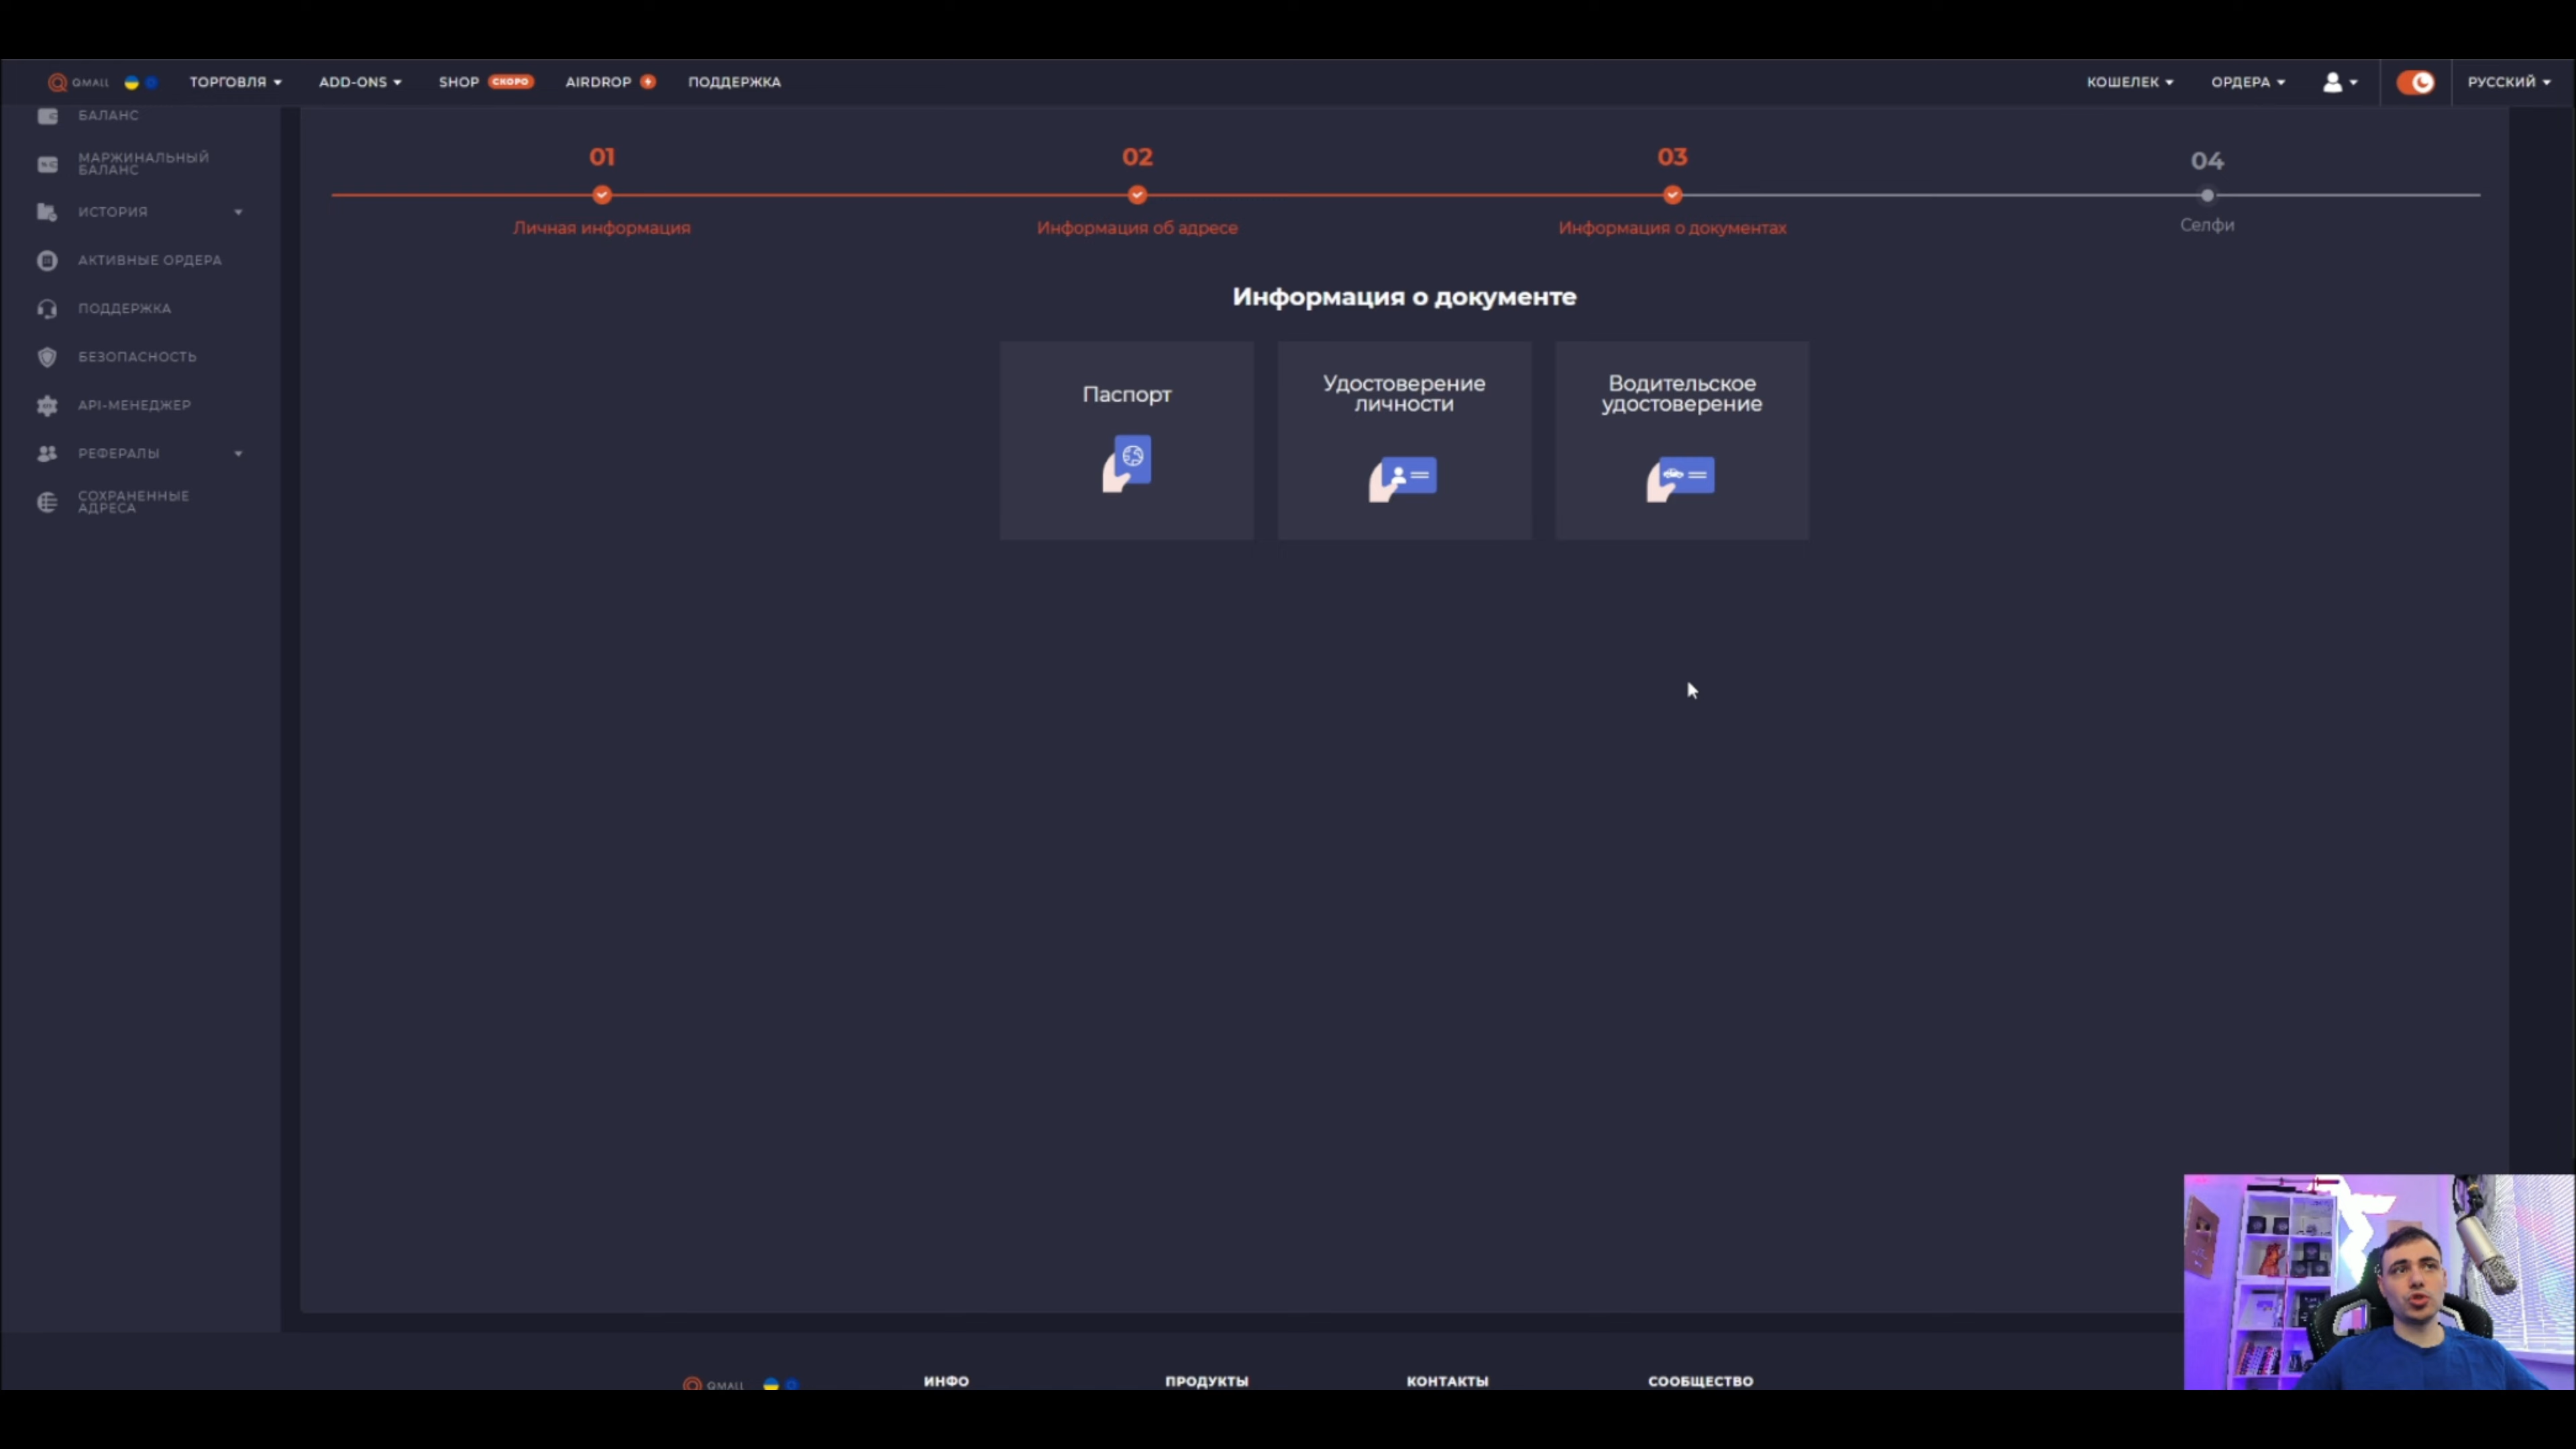 QMALL
ТОРГОВЛЯ
ADD-ONS
SHOP СКОРО
AIRDROP
ПОДДЕРЖКА
КОШЕЛЕК
ОРДЕРА
РУССКИЙ
БАЛАНС
МАРЖИНАЛЬНЫЙ
БАЛАНС
ИСТОРИЯ
АКТИВНЫЕ ОРДЕРА
ПОДДЕРЖКА
БЕЗОПАСНОСТЬ
API-МЕНЕДЖЕР
РЕФЕРАЛЫ
СОХРАНЕННЫЕ
АДРЕСА
01
02
03
04
Личная информация
Информация об адресе
Информация о документах
Селфи
Информация о документе
Паспорт
Удостоверение
личности
Водительское
удостоверение
QMALL
ИНФО
ПРОДУКТЫ
КОНТАКТЫ
СООБЩЕСТВО